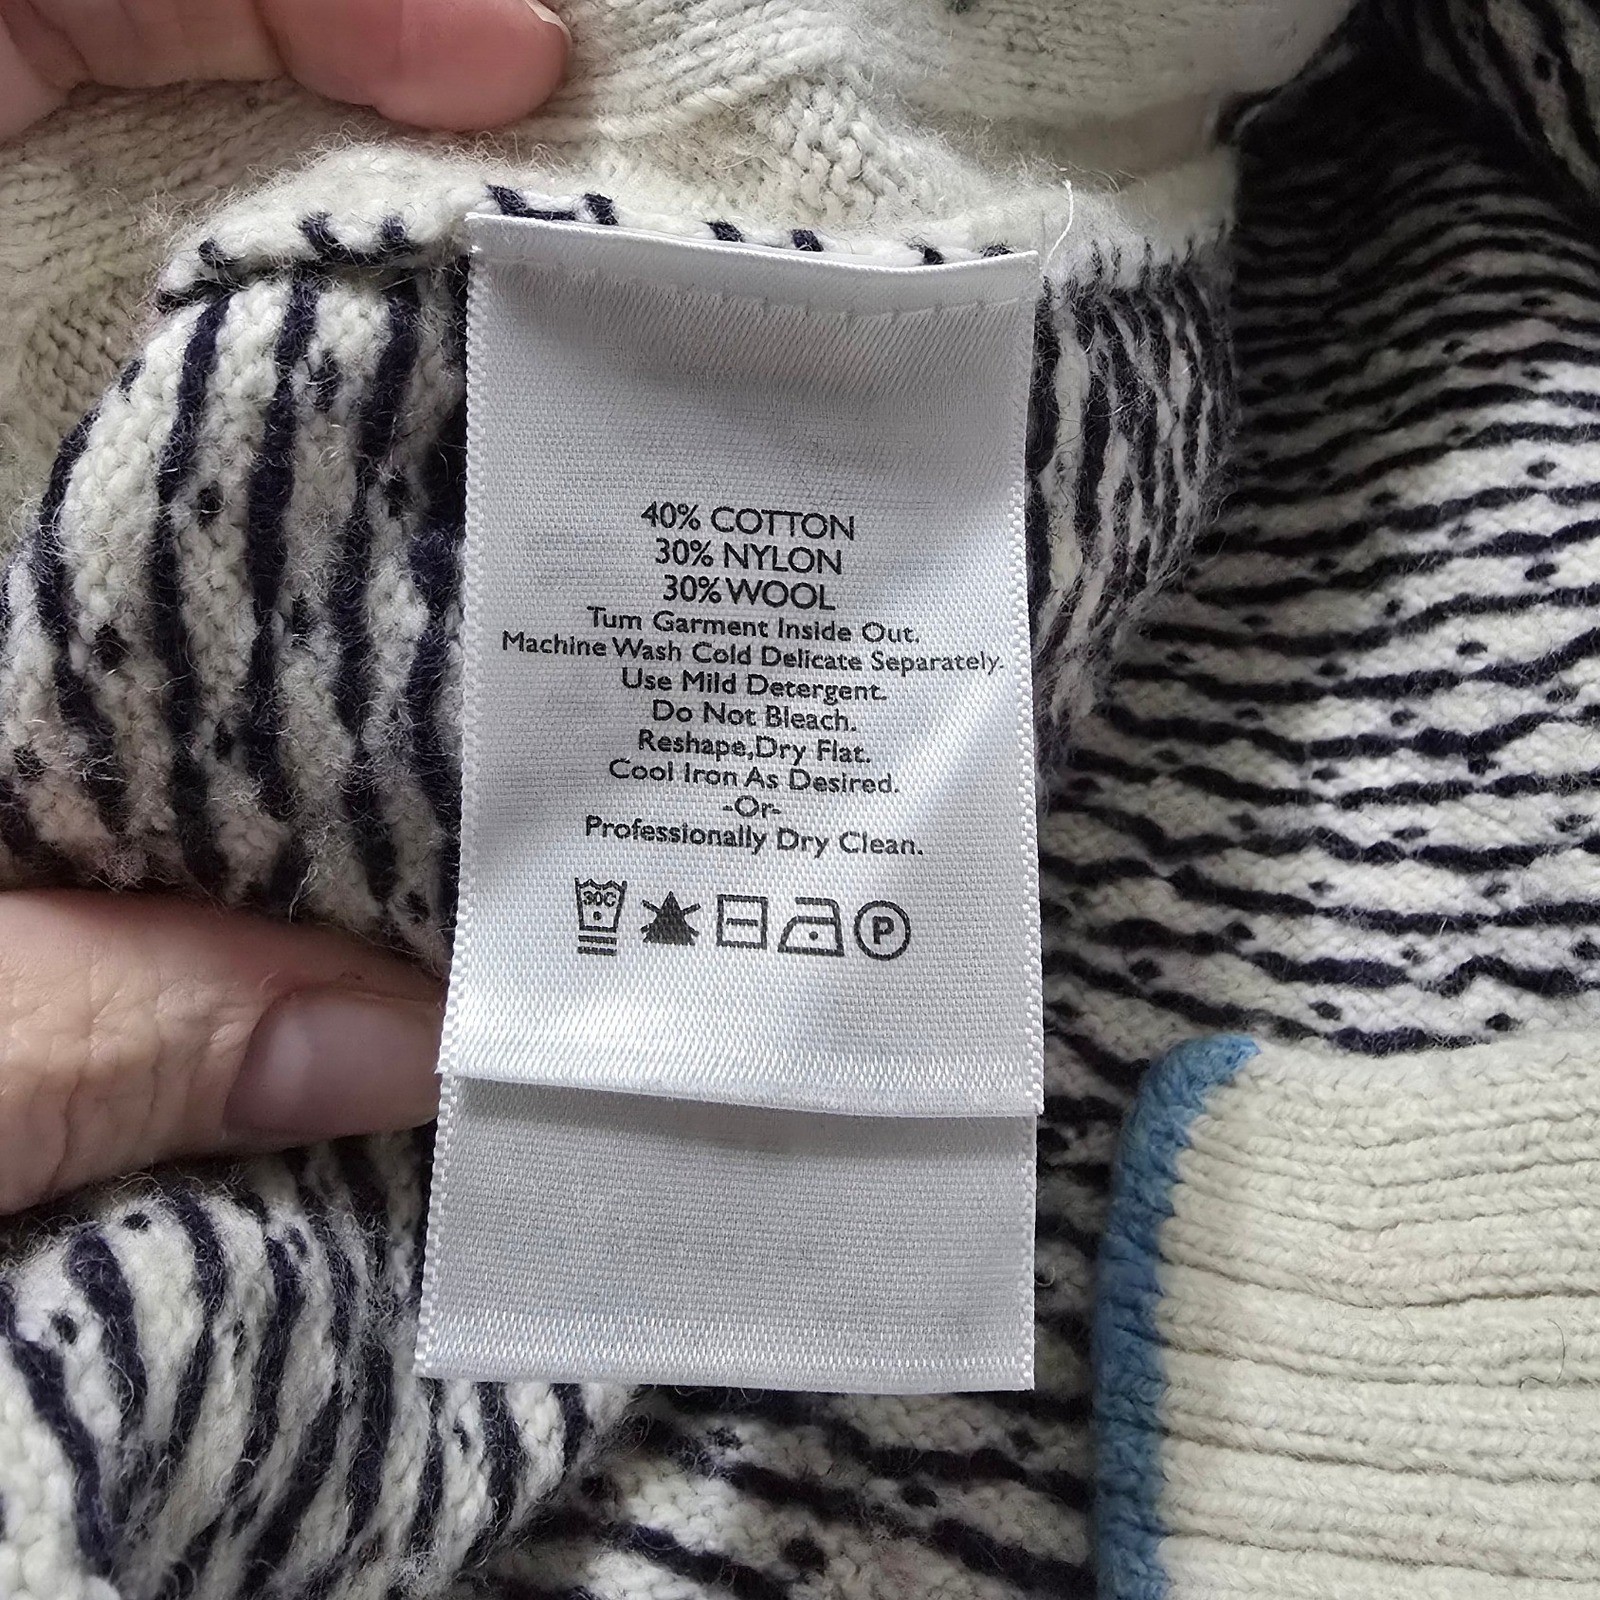 40% COTTON
30% NYLON
30% WOOL
Turn Garment Inside Out.
Machine Wash Cold Delicate Separately.
Use Mild Detergent.
Do Not Bleach.
Reshape,Dry Flat.
Cool Iron As Desired.
-Or-
Professionally Dry Clean.
30C
P